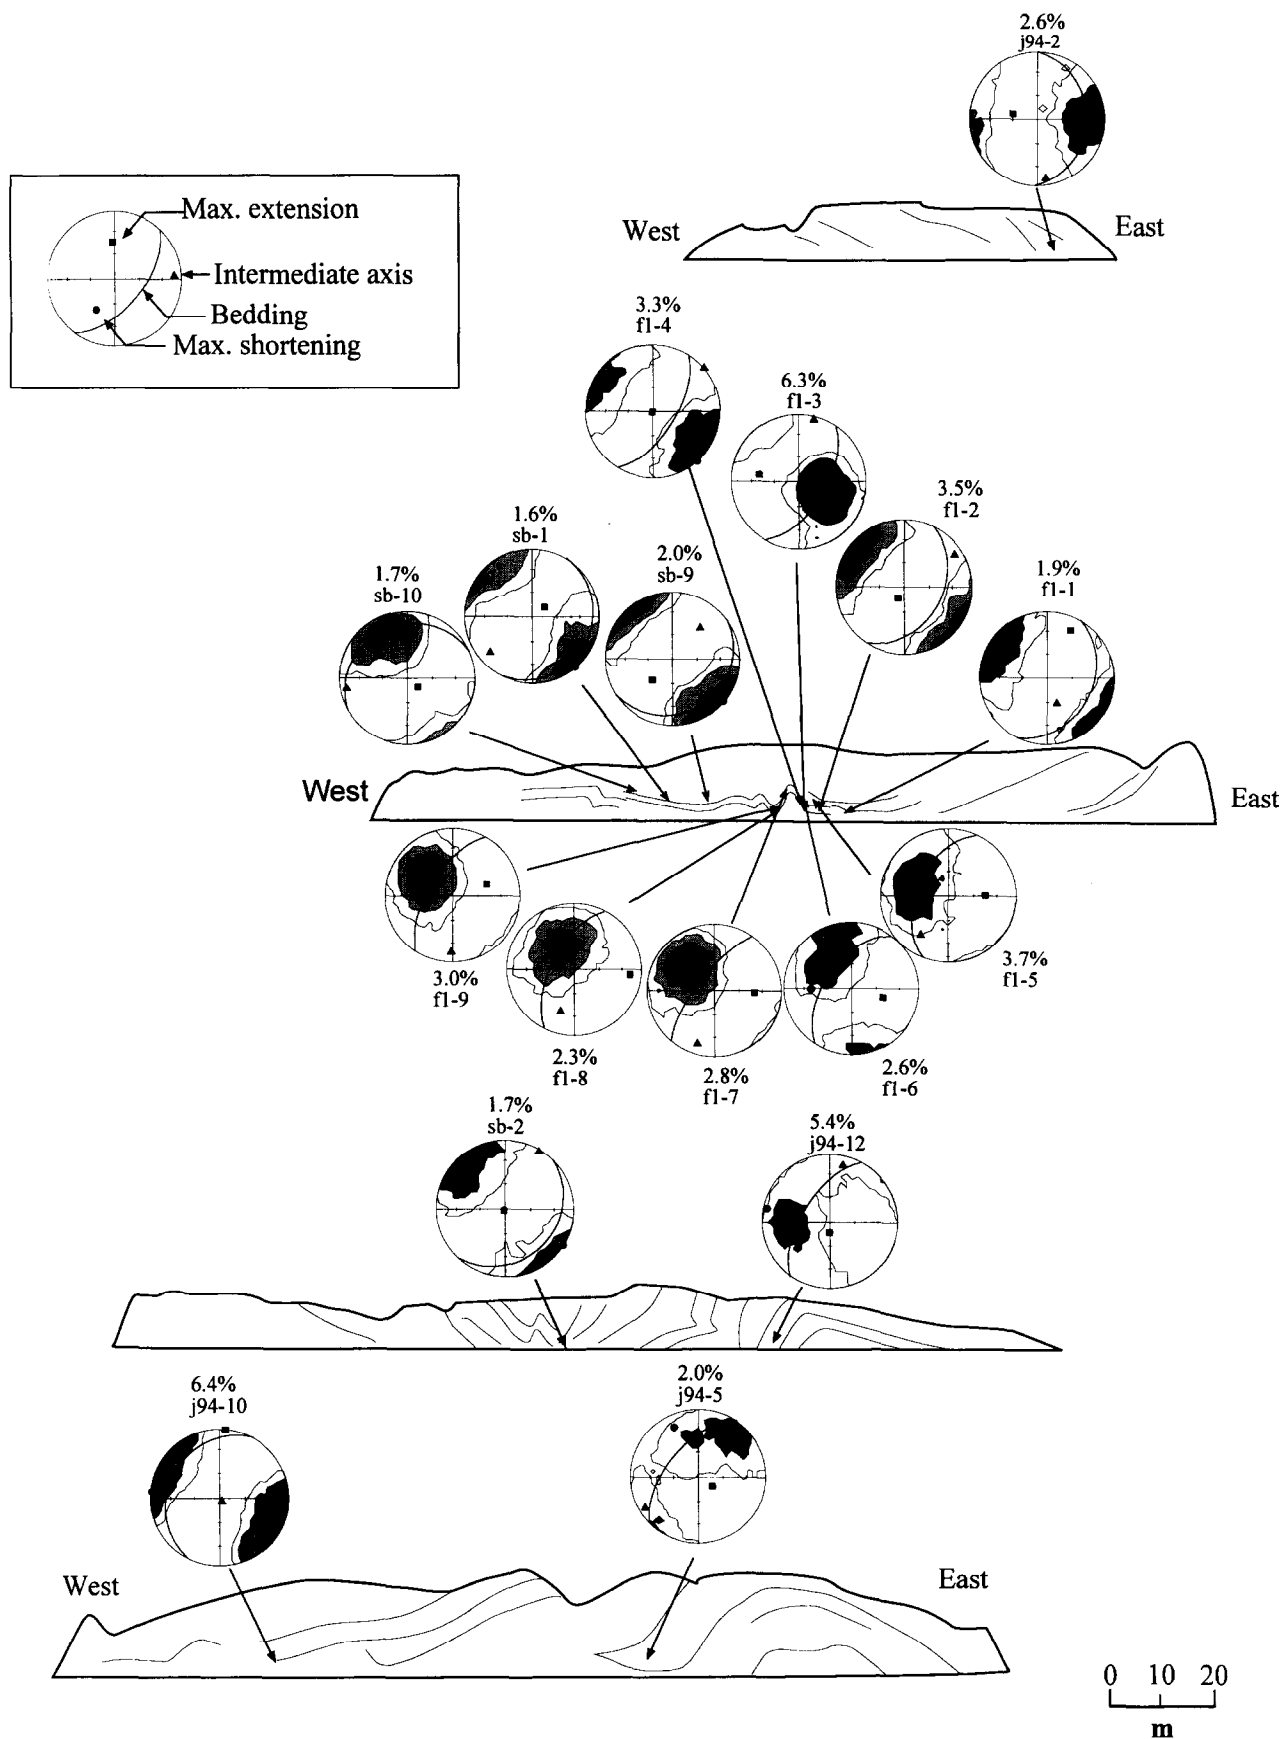 2.6%
j94-2
Max. extension
Intermediate axis
Bedding
Max. shortening
West
East
3.3%
f1-4
6.3%
f1-3
3.5%
f1-2
1.6%
sb-1
2.0%
sb-9
1.7%
sb-10
1.9%
f1-1
West
East
3.0%
f1-9
3.7%
f1-5
2.3%
f1-8
2.8%
f1-7
2.6%
f1-6
1.7%
sb-2
5.4%
j94-12
6.4%
j94-10
2.0%
j94-5
West
East
0 10 20
m